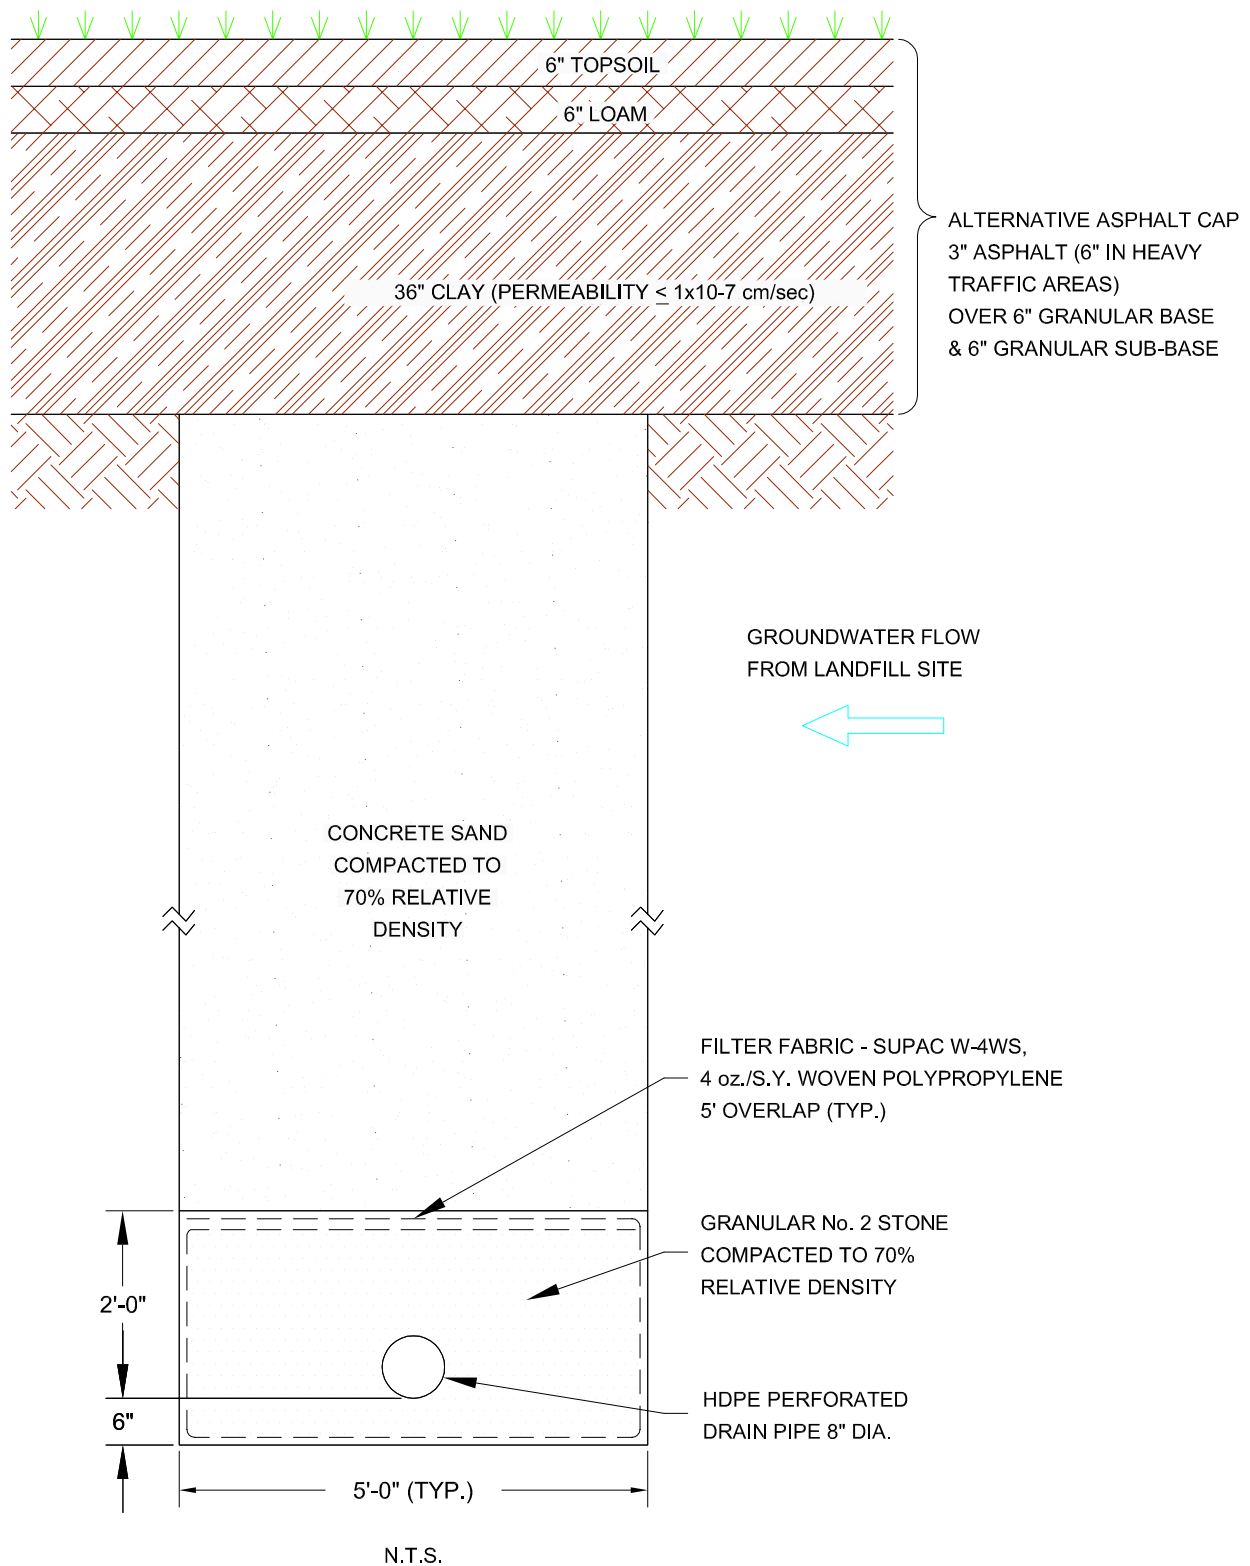 6" TOPSOIL
6" LOAM
36" CLAY (PERMEABILITY ≤ 1x10-7 cm/sec)
ALTERNATIVE ASPHALT CAP
3" ASPHALT (6" IN HEAVY
TRAFFIC AREAS)
OVER 6" GRANULAR BASE
& 6" GRANULAR SUB-BASE
GROUNDWATER FLOW
FROM LANDFILL SITE
CONCRETE SAND
COMPACTED TO
70% RELATIVE
DENSITY
FILTER FABRIC - SUPAC W-4WS,
4 oz./S.Y. WOVEN POLYPROPYLENE
5' OVERLAP (TYP.)
GRANULAR No. 2 STONE
COMPACTED TO 70%
RELATIVE DENSITY
2'-0"
HDPE PERFORATED
DRAIN PIPE 8" DIA.
6"
5'-0" (TYP.)
N.T.S.